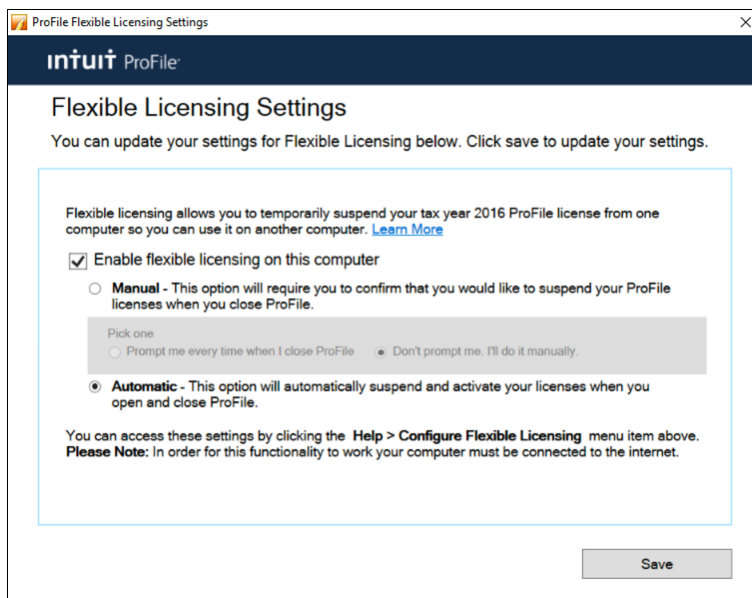 ProFile Flexible Licensing Settings
ıntuıt ProFile
Flexible Licensing Settings
You can update your settings for Flexible Licensing below. Click save to update your settings.
Flexible licensing allows you to temporarily suspend your tax year 2016 ProFile license from one
computer so you can use it on another computer. Learn More
Enable flexible licensing on this computer
Manual - This option will require you to confirm that you would like to suspend your ProFile
licenses when you close ProFile.
Pick one
Prompt me every time when I close ProFile Don't prompt me. I'll do it manually.
Automatic - This option will automatically suspend and activate your licenses when you
open and close ProFile.
You can access these settings by clicking the Help > Configure Flexible Licensing menu item above.
Please Note: In order for this functionality to work your computer must be connected to the internet.
Save